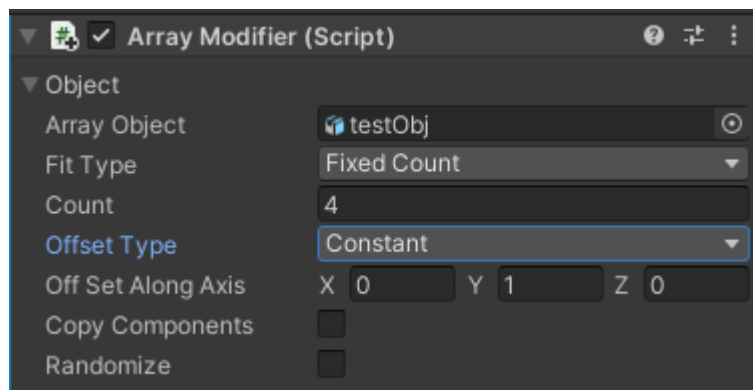 # Array Modifier (Script)
Object
Array Object testObj
Fit Type Fixed Count
Count 4
Offset Type Constant
Off Set Along Axis X 0 Y 1 Z 0
Copy Components
Randomize